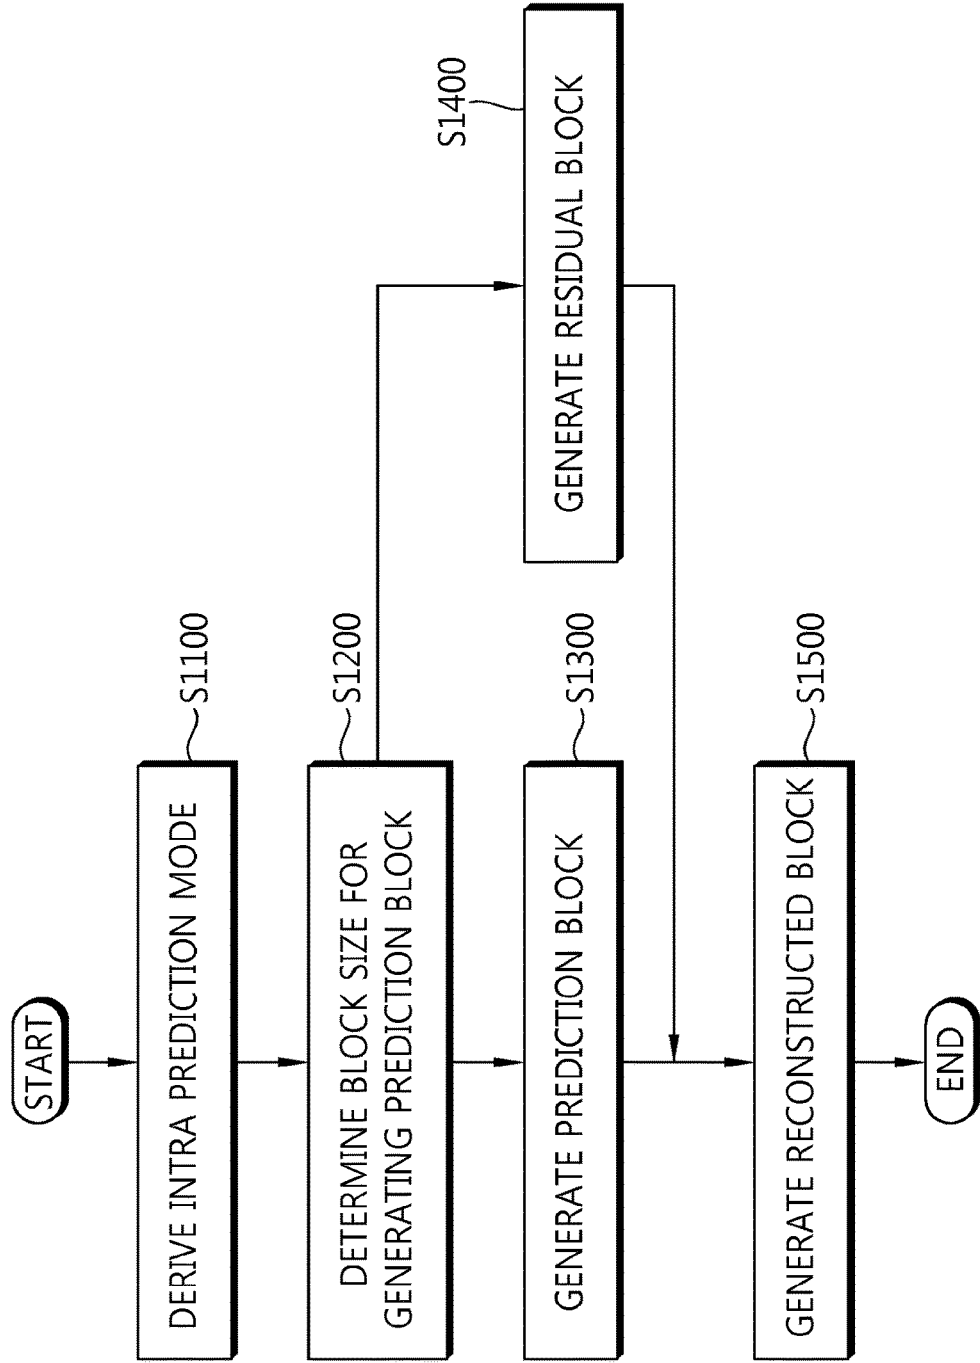 START
S1100
DERIVE INTRA PREDICTION MODE
S1200
DETERMINE BLOCK SIZE FOR
GENERATING PREDICTION BLOCK
S1300
GENERATE PREDICTION BLOCK
S1400
GENERATE RESIDUAL BLOCK
S1500
GENERATE RECONSTRUCTED BLOCK
END